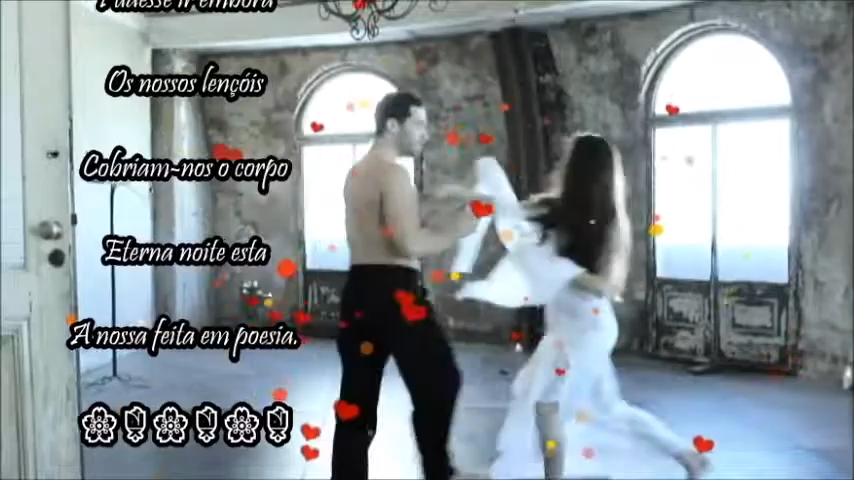 Os nossos lençóis
Cobriam-nos o corpo
Eterna noite esta
A nossa feita em poesia...